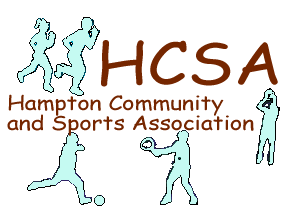 HCSA
Hampton Community
and Sports Association